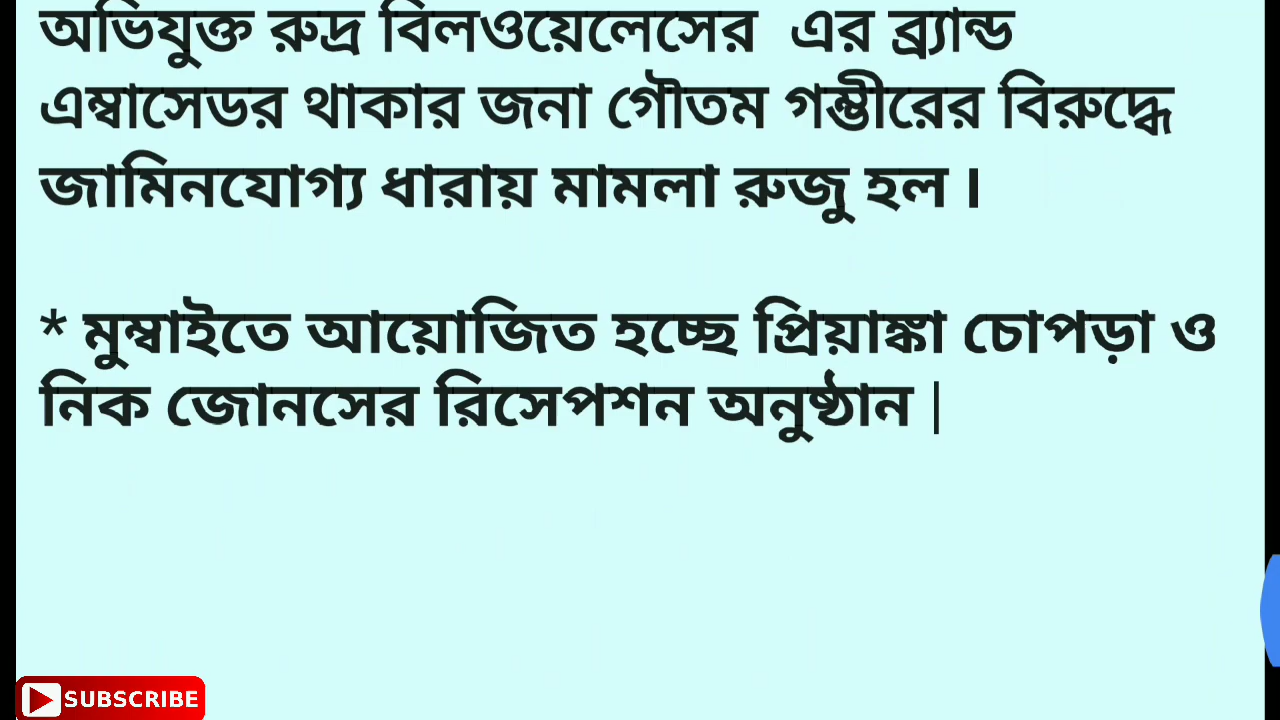 অভিযুক্ত রুদ্র বিলওয়েলেসের এর ব্র্যান্ড
এম্বাসেডর থাকার জনা গৌতম গম্ভীরের বিরুদ্ধে
জামিনযোগ্য ধারায় মামলা রুজু হল ।
* মুম্বাইতে আয়োজিত হচ্ছে প্রিয়াঙ্কা চোপড়া ও
নিক জোনসের রিসেপশন অনুষ্ঠান |
SUBSCRIBE